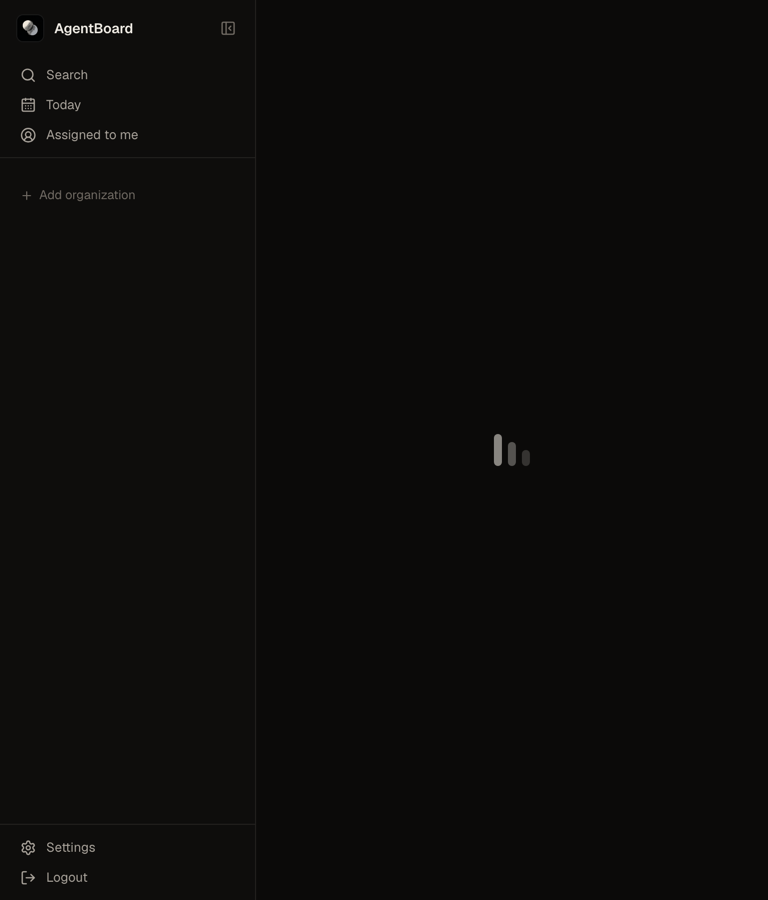 AgentBoard
Search
Today
Assigned to me
Add organization
Settings
Logout